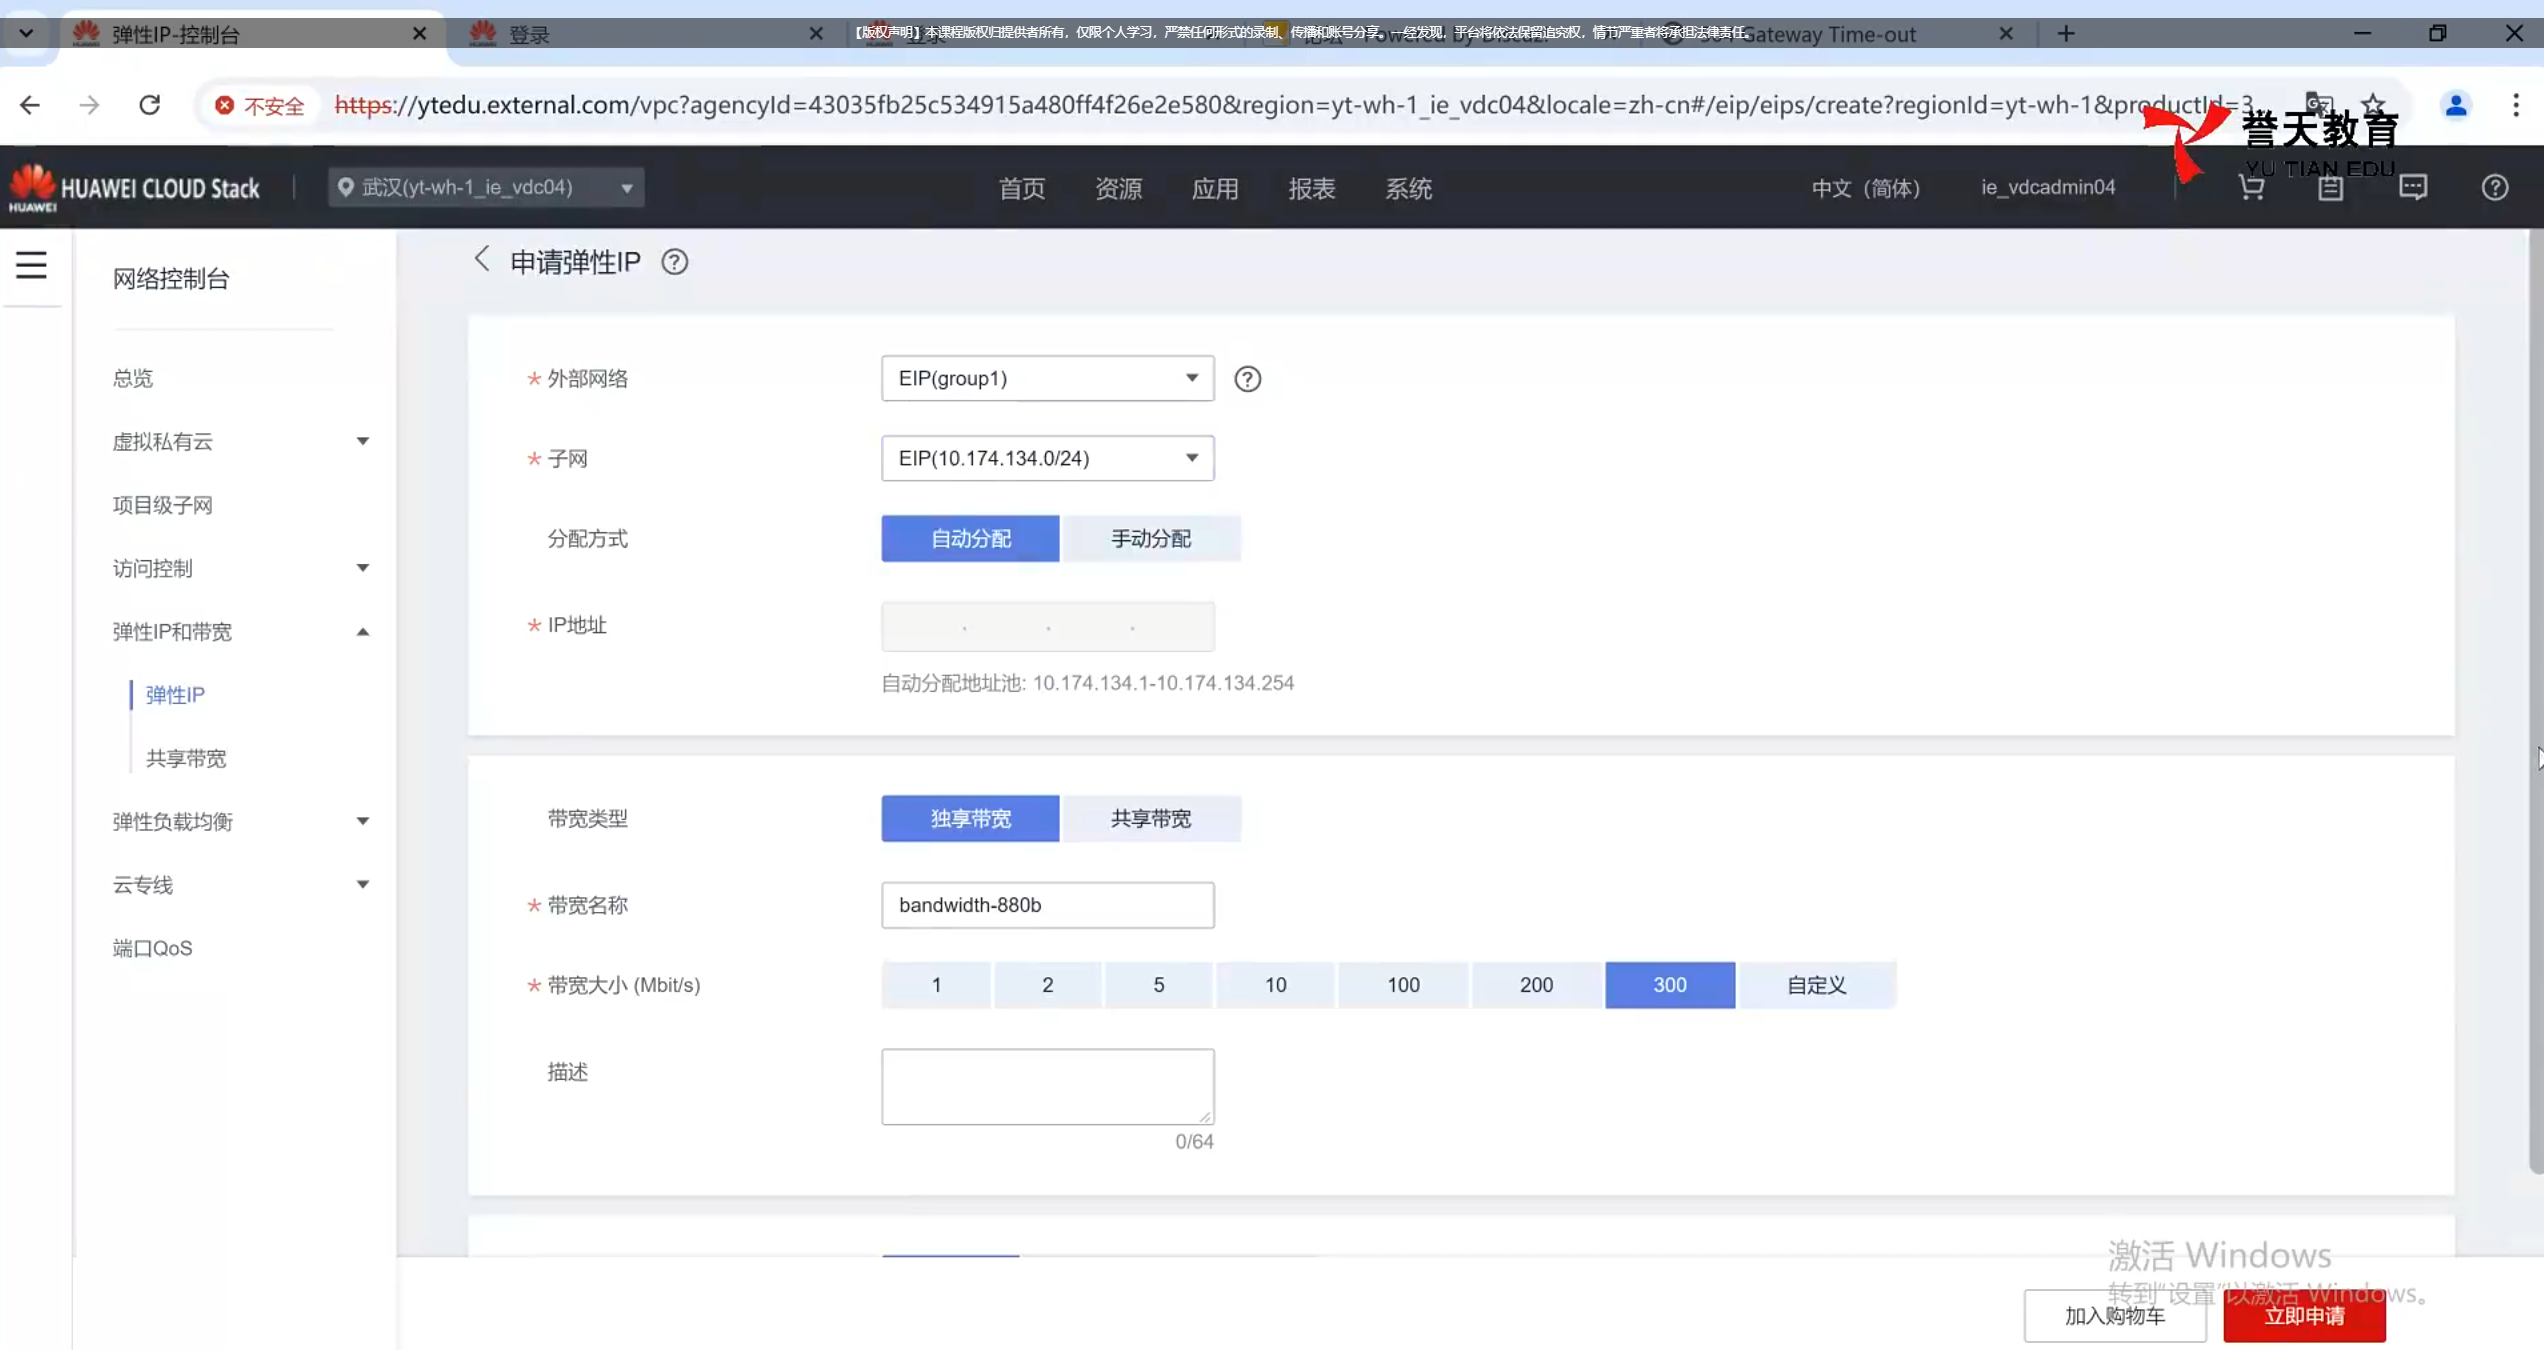 弹性IP-控制台
登录
【版权声明】本课程版权归提供者所有，仅限个人学习，严禁任何形式的录制、传播和账号分享。一经发现，平台将依法保留追究权，情节严重者将承担法律责任。
Gateway Time-out
不安全
https://ytedu.external.com/vpc?agencyId=43035fb25c534915a480ff4f26e2e580&region=yt-wh-1_ie_vdc04&locale=zh-cn#/eip/eips/create?regionId=yt-wh-1&productId=3...
誉天教育
YU TIAN EDU
HUAWEI
HUAWEI CLOUD Stack
武汉(yt-wh-1_ie_vdc04)
首页
资源
应用
报表
系统
中文（简体）
ie_vdcadmin04
网络控制台
总览
虚拟私有云
项目级子网
访问控制
弹性IP和带宽
弹性IP
共享带宽
弹性负载均衡
云专线
端口QoS
申请弹性IP
* 外部网络
EIP(group1)
* 子网
EIP(10.174.134.0/24)
分配方式
自动分配
手动分配
* IP地址
自动分配地址池: 10.174.134.1-10.174.134.254
带宽类型
独享带宽
共享带宽
* 带宽名称
bandwidth-880b
* 带宽大小 (Mbit/s)
1
2
5
10
100
200
300
自定义
描述
0/64
激活 Windows
转到"设置"以激活 Windows。
加入购物车
立即申请